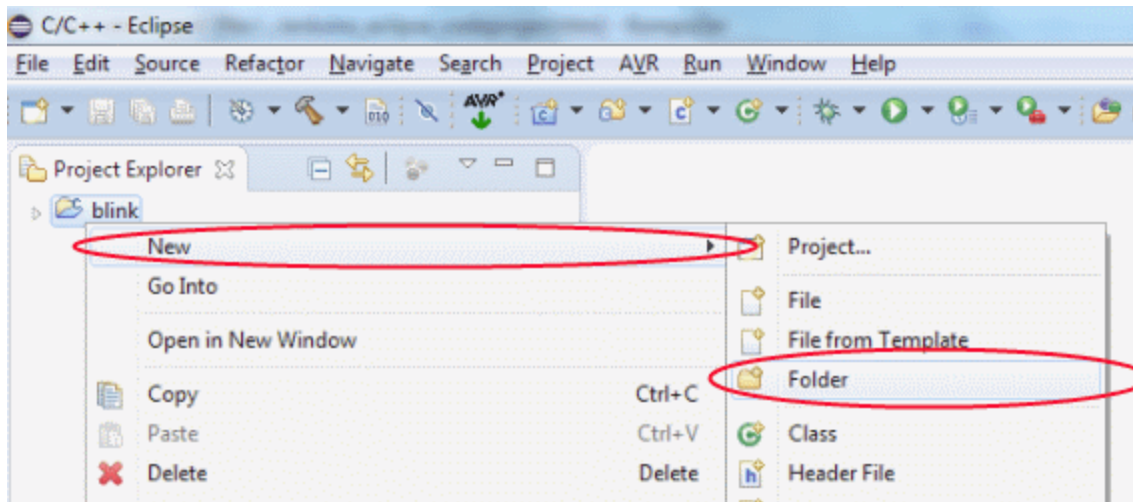 C/C++ - Eclipse
File Edit Source Refactor Navigate Search Project AVR Run Window Help
010 AVR* c c c
Project Explorer
blink
New
Go Into
Open in New Window
Copy Ctrl+C
Paste Ctrl+V
Delete Delete
Project...
File
File from Template
Folder
C Class
h Header File